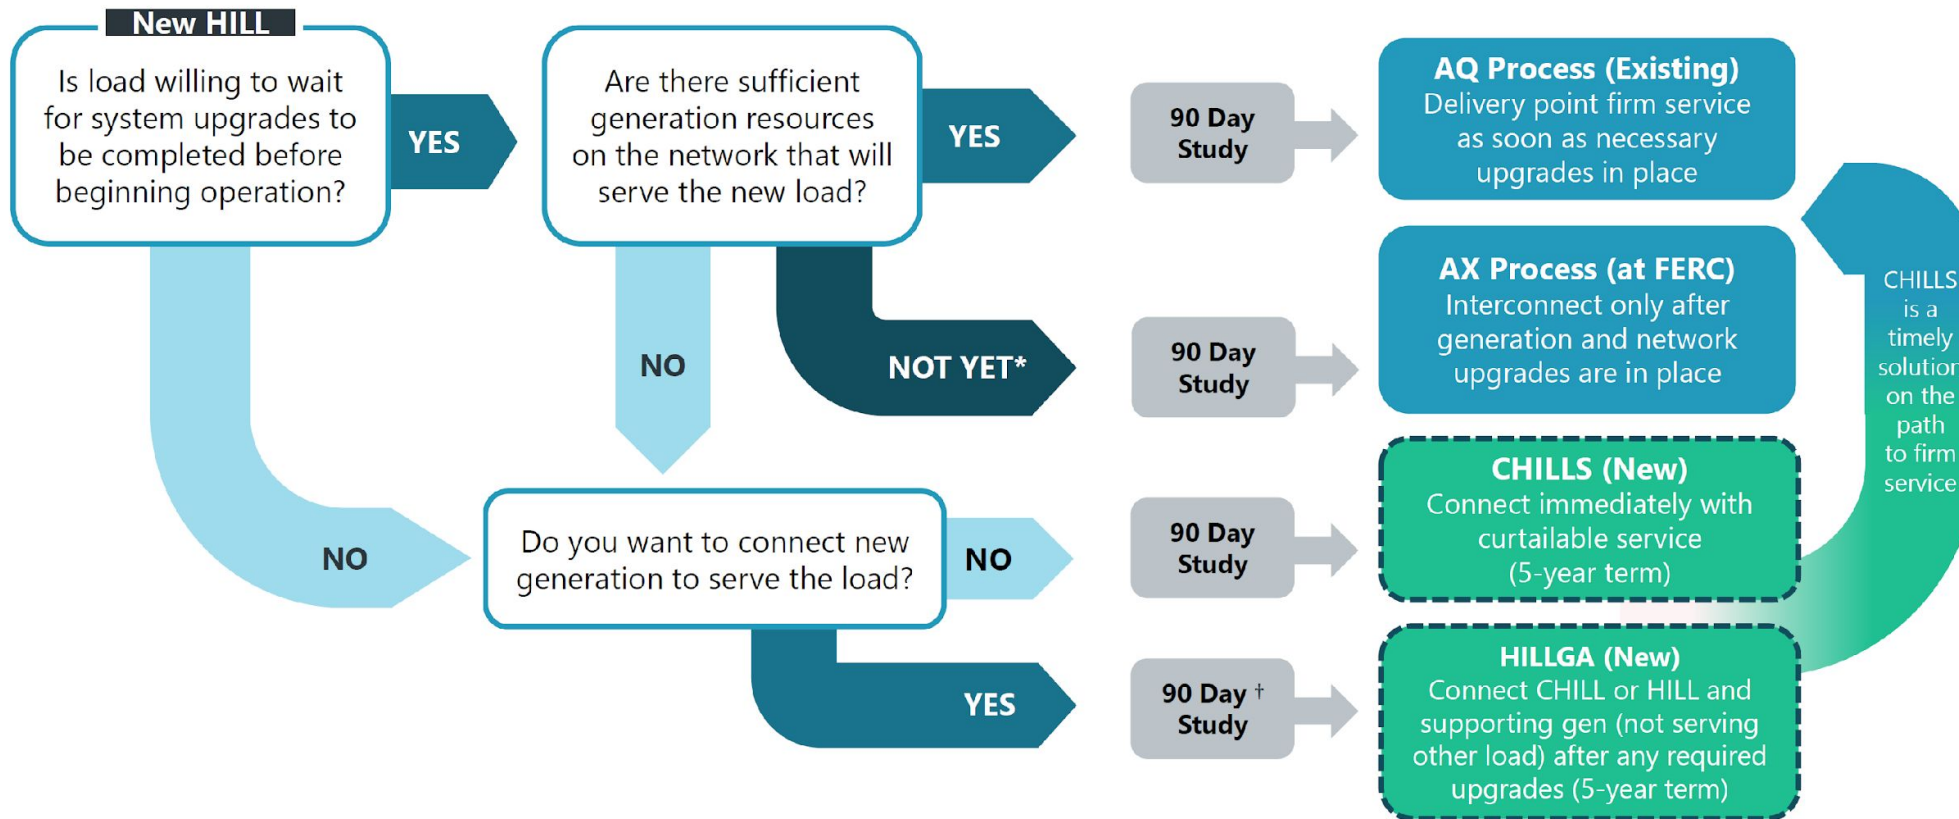 New HILL
Is load willing to wait
for system upgrades to
be completed before
beginning operation?
YES
Are there sufficient
generation resources
on the network that will
serve the new load?
YES
90 Day
Study
AQ Process (Existing)
Delivery point firm service
as soon as necessary
upgrades in place
NO
NOT YET*
90 Day
Study
AX Process (at FERC)
Interconnect only after
generation and network
upgrades are in place
CHILLS
is a
timely
solution
on the
path
to firm
service
NO
Do you want to connect new
generation to serve the load?
NO
90 Day
Study
CHILLS (New)
Connect immediately with
curtailable service
(5-year term)
YES
90 Day †
Study
HILLGA (New)
Connect CHILL or HILL and
supporting gen (not serving
other load) after any required
upgrades (5-year term)